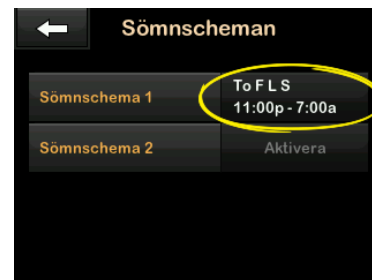 Sömnscheman
Sömnschema 1
To F L S
11:00p - 7:00a
Sömnschema 2
Aktivera